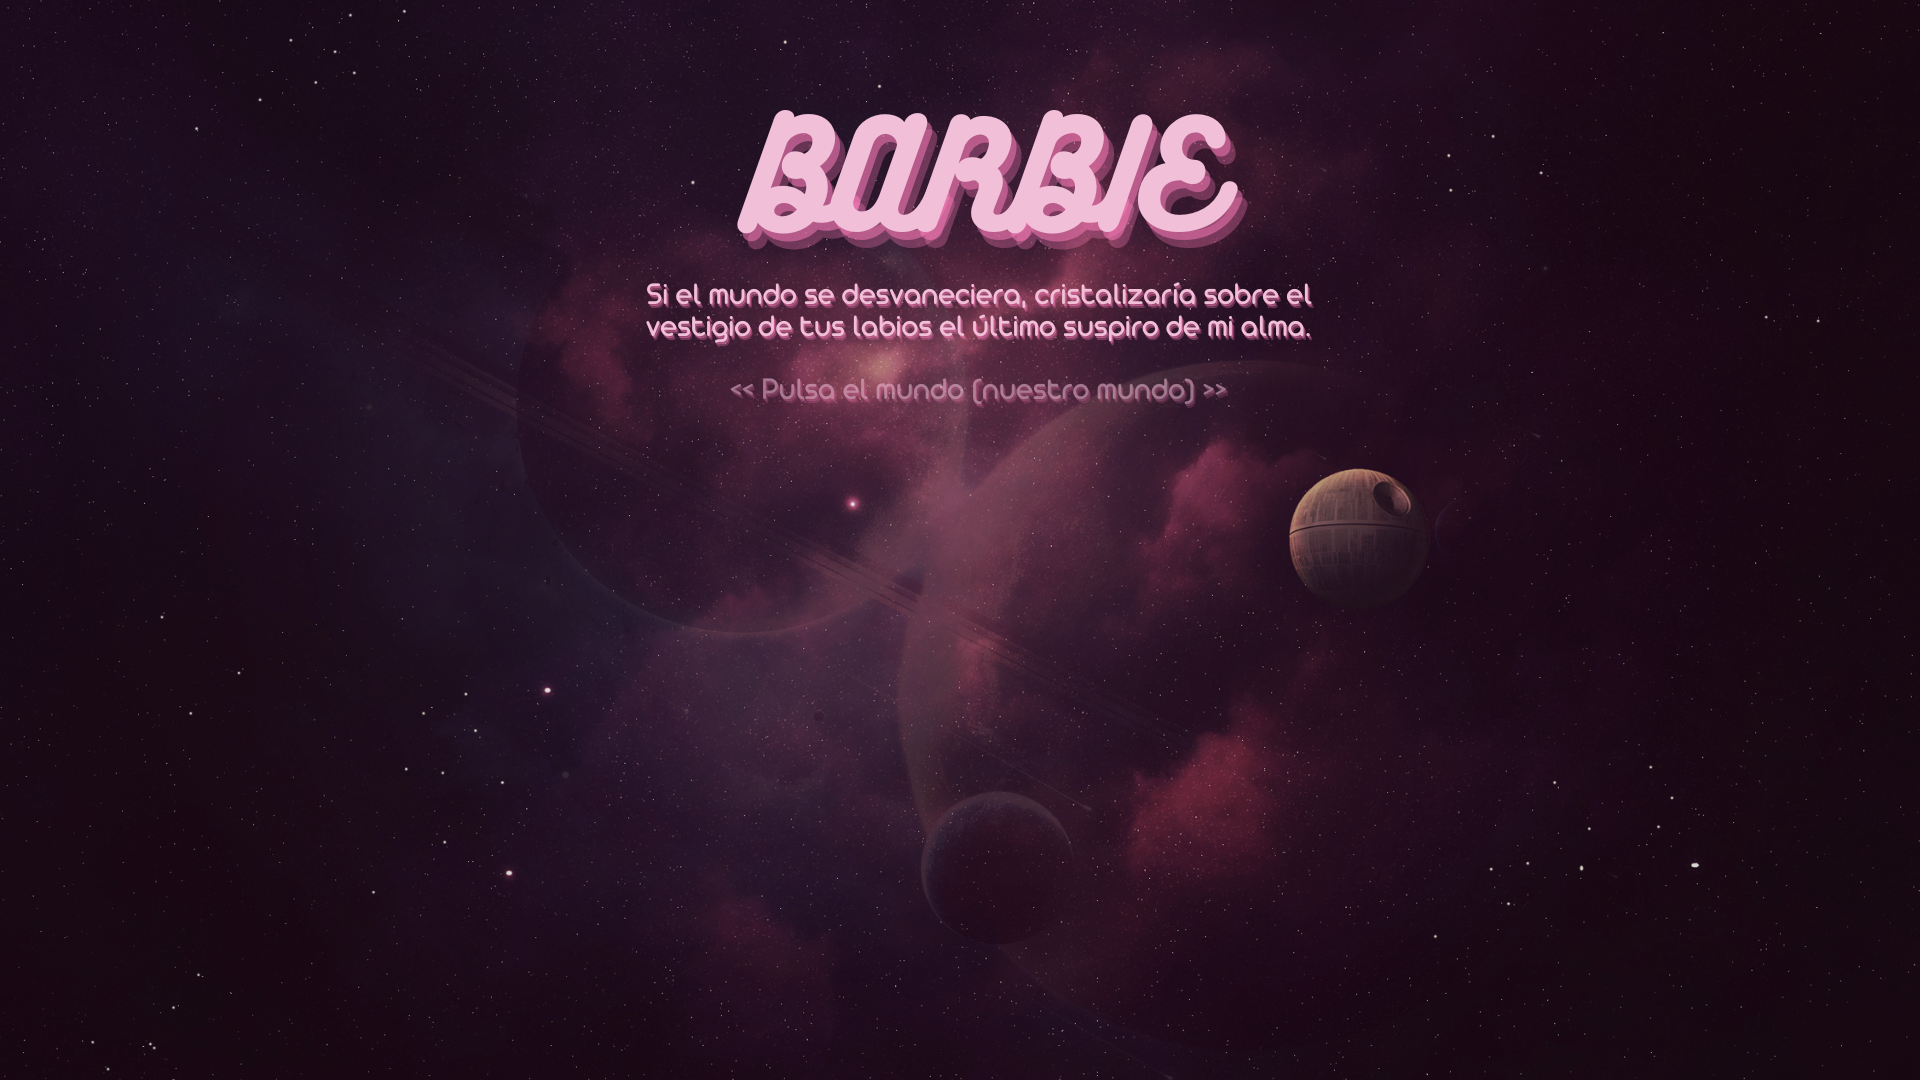 BARBIE
Si el mundo se desvaneciera, cristalizaría sobre el
vestigio de tus labios el último suspiro de mi alma.
<< Pulsa el mundo (nuestro mundo) >>